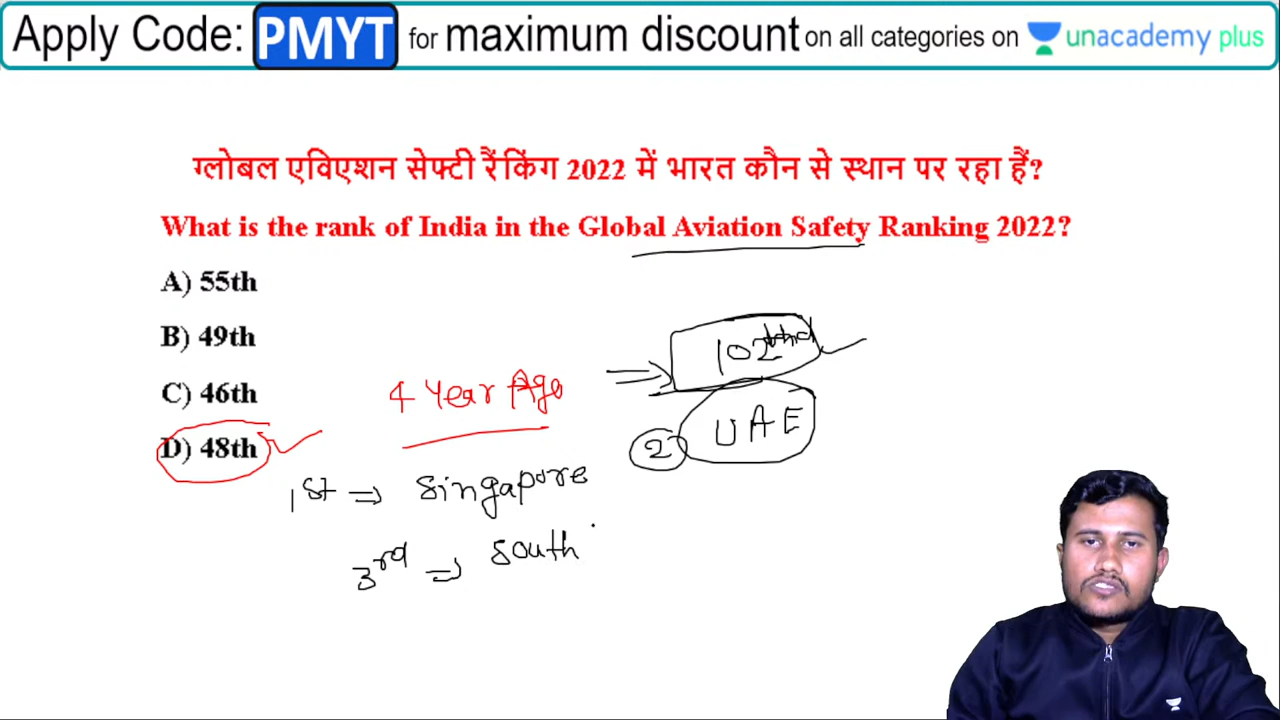 Apply Code: PMYT for maximum discount on all categories on unacademy plus
ग्लोबल एविएशन सेफ्टी रैंकिंग 2022 में भारत कौन से स्थान पर रहा हैं?
What is the rank of India in the Global Aviation Safety Ranking 2022?
A) 55th
B) 49th
C) 46th
D) 48th
4 Year Ago
102
2 UAE
1st ⇒ Singapore
3rd ⇒ South